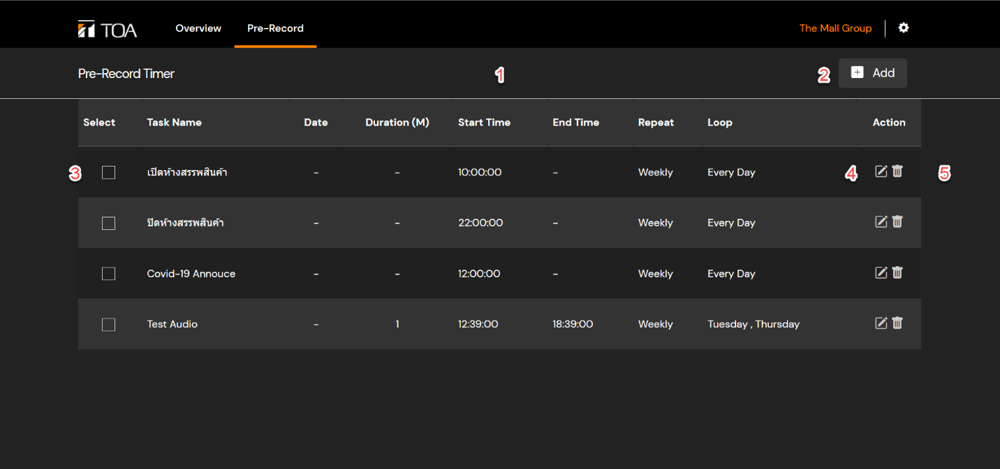 TOA Overview Pre-Record The Mall Group
Pre-Record Timer 1 2 Add
Select Task Name Date Duration (M) Start Time End Time Repeat Loop Action
3 เปิดห้างสรรพสินค้า - - 10:00:00 - Weekly Every Day 4 5
ปิดห้างสรรพสินค้า - - 22:00:00 - Weekly Every Day
Covid-19 Annouce - - 12:00:00 - Weekly Every Day
Test Audio - 1 12:39:00 18:39:00 Weekly Tuesday , Thursday